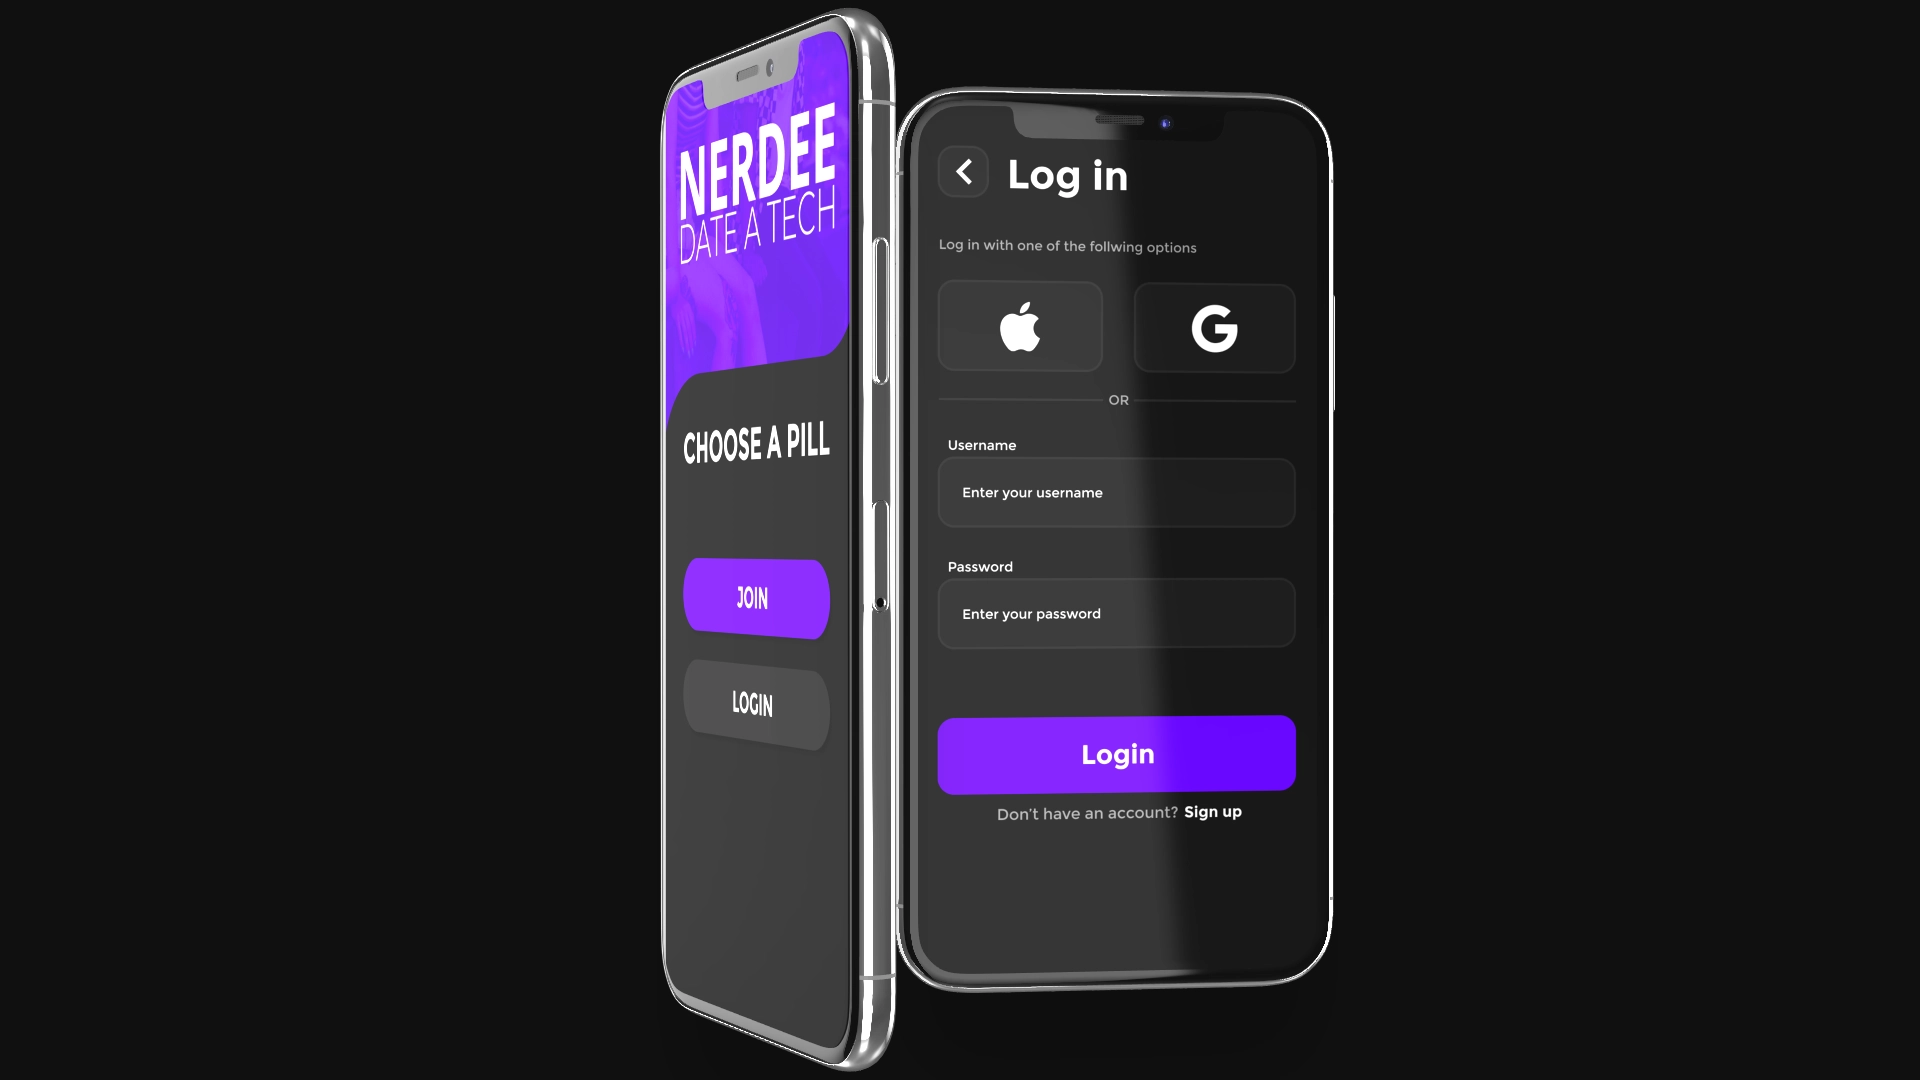 NERDEE
DATE A TECH
CHOOSE A PILL
JOIN
LOGIN
Log in
Log in with one of the follwing options
OR
Username
Enter your username
Password
Enter your password
Login
Don't have an account? Sign up